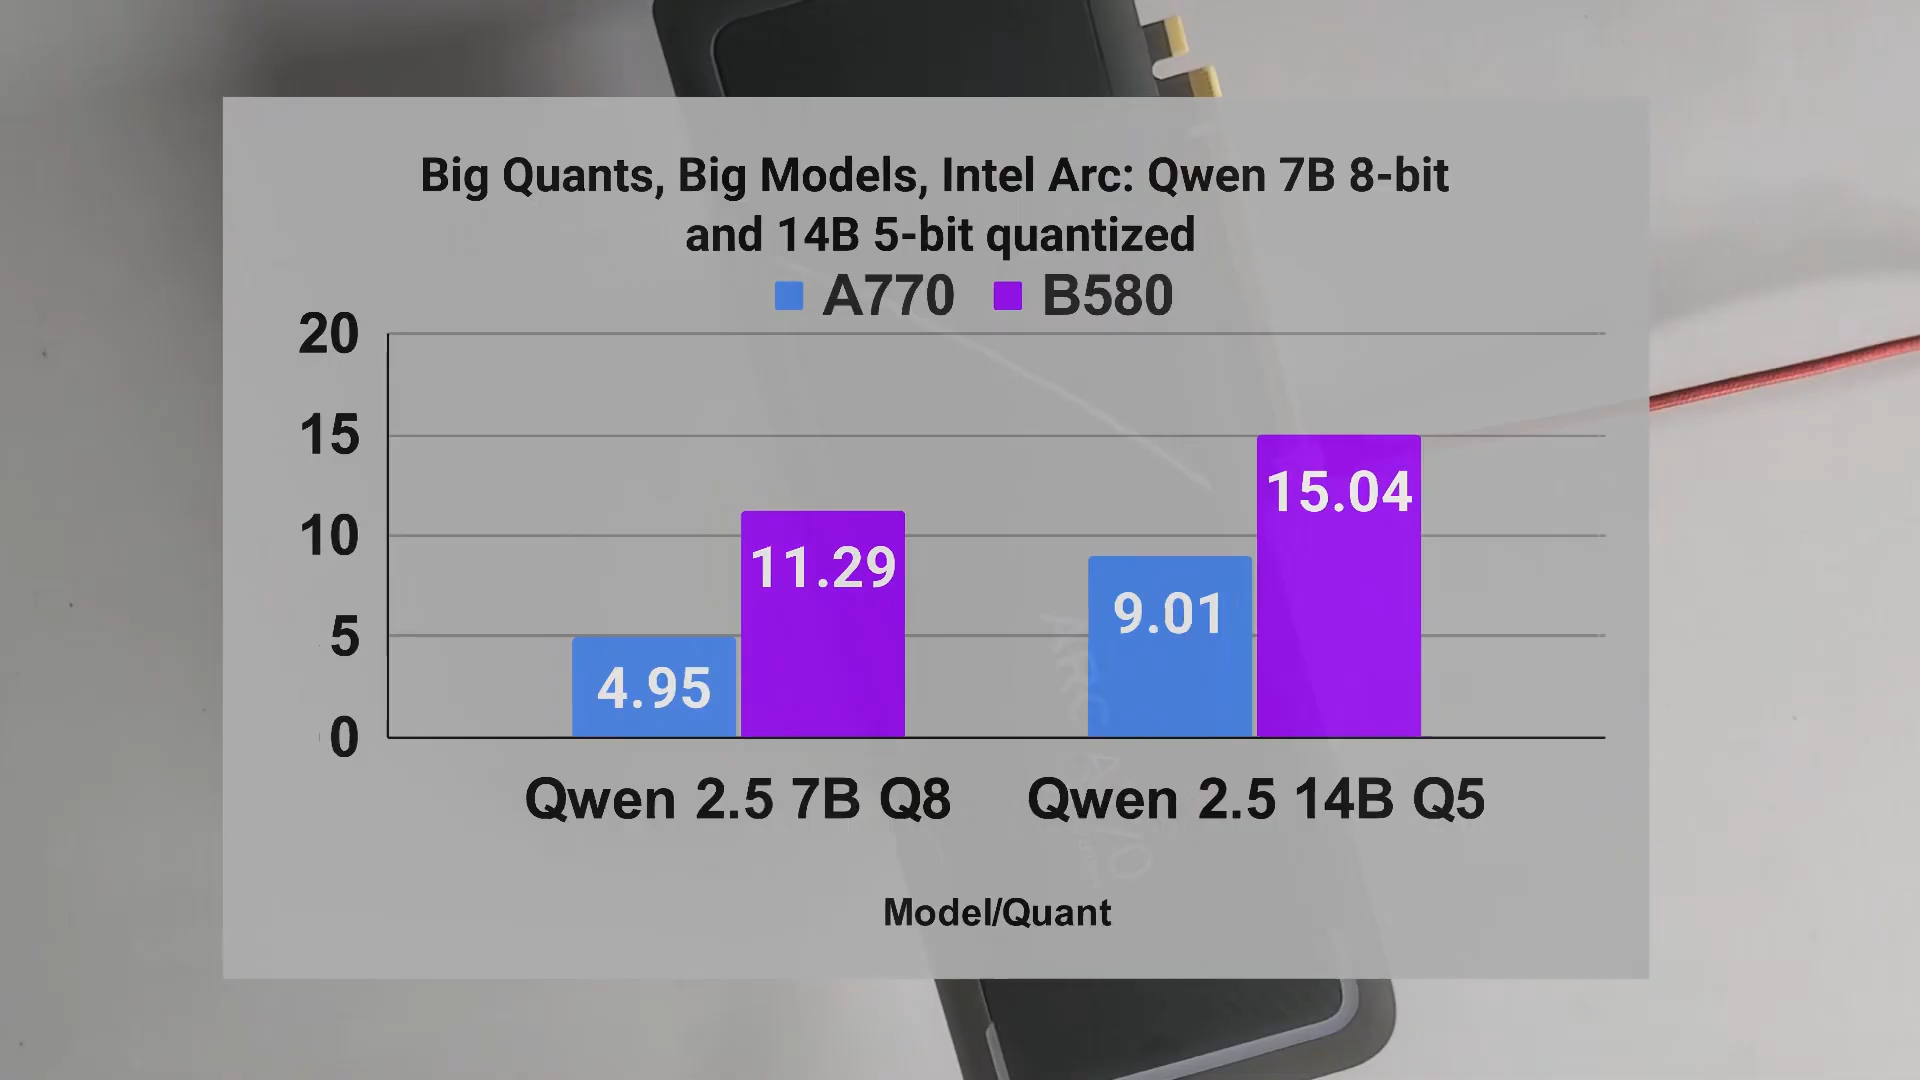 Big Quants, Big Models, Intel Arc: Qwen 7B 8-bit
and 14B 5-bit quantized
A770 B580
20
15
10
5
0
4.95
11.29
9.01
15.04
Qwen 2.5 7B Q8
Qwen 2.5 14B Q5
Model/Quant
ARC